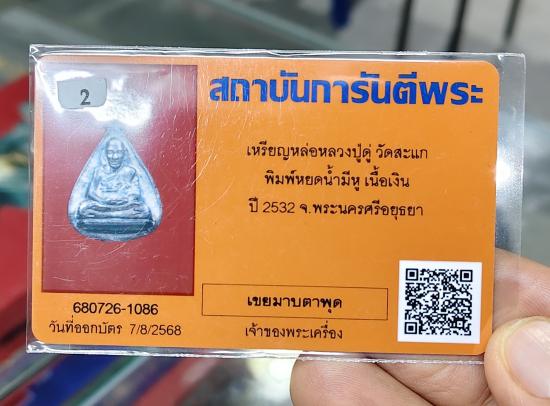 2
สถาบันการันตีพระ
เหรียญหล่อหลวงปู่ดู่ วัดสะแก
พิมพ์หยดน้ำมีหู เนื้อเงิน
ปี 2532 จ.พระนครศรีอยุธยา
680726-1086
วันที่ออกบัตร 7/8/2568
เขยมาบตาพุด
เจ้าของพระเครื่อง